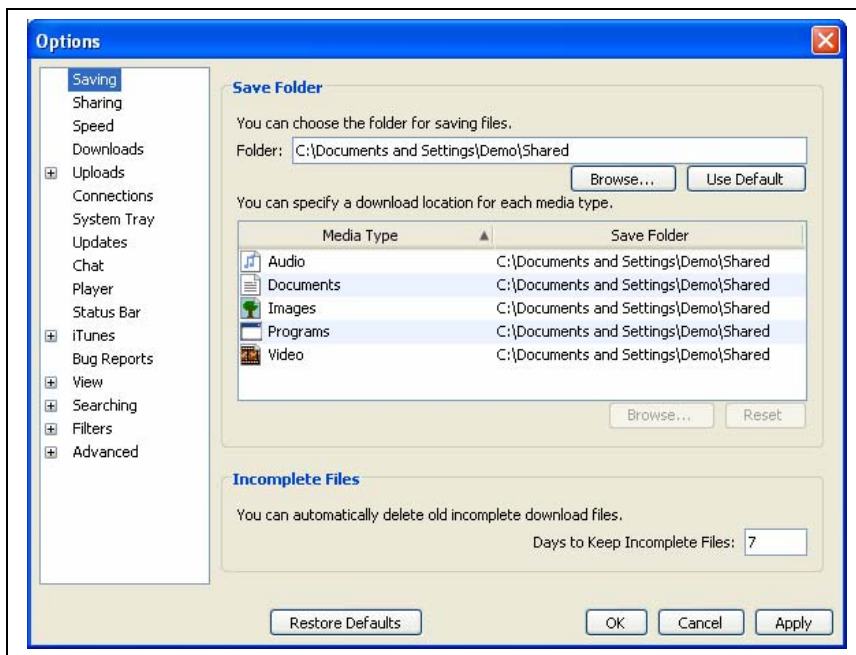 Options
Saving
Sharing
Speed
Downloads
Uploads
Connections
System Tray
Updates
Chat
Player
Status Bar
iTunes
Bug Reports
View
Searching
Filters
Advanced
Save Folder
You can choose the folder for saving files.
Folder: C:\Documents and Settings\Demo\Shared
Browse... Use Default
You can specify a download location for each media type.
Media Type Save Folder
Audio C:\Documents and Settings\Demo\Shared
Documents C:\Documents and Settings\Demo\Shared
Images C:\Documents and Settings\Demo\Shared
Programs C:\Documents and Settings\Demo\Shared
Video C:\Documents and Settings\Demo\Shared
Browse... Reset
Incomplete Files
You can automatically delete old incomplete download files.
Days to Keep Incomplete Files: 7
Restore Defaults OK Cancel Apply